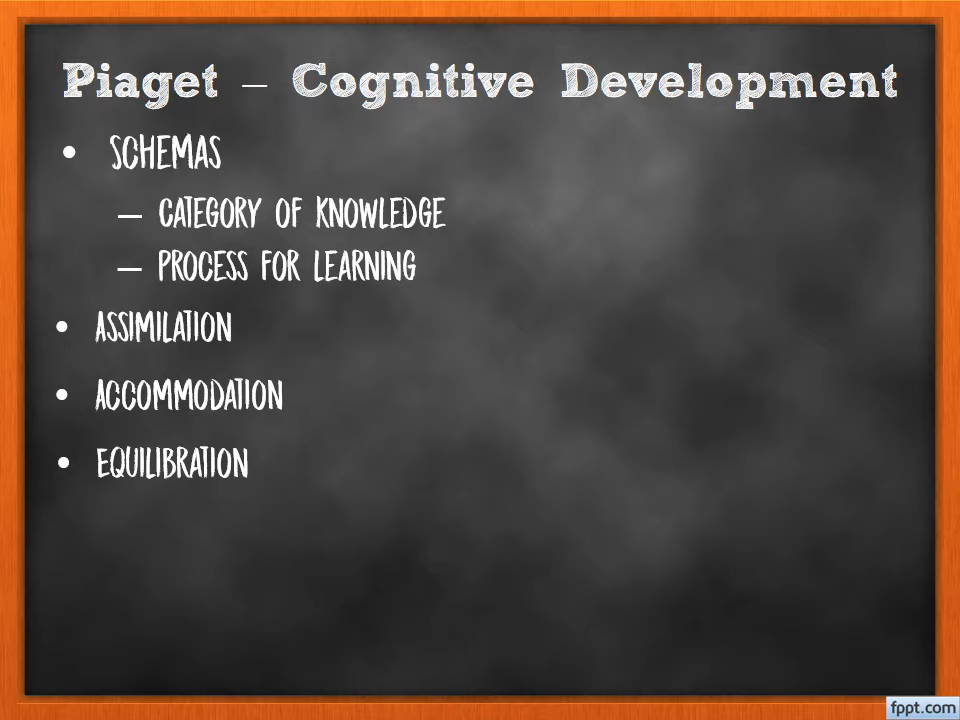 Piaget – Cognitive Development
• SCHEMAS
– CATEGORY OF KNOWLEDGE
– PROCESS FOR LEARNING
• ASSIMILATION
• ACCOMMODATION
• EQUILIBRATION
fppt.com